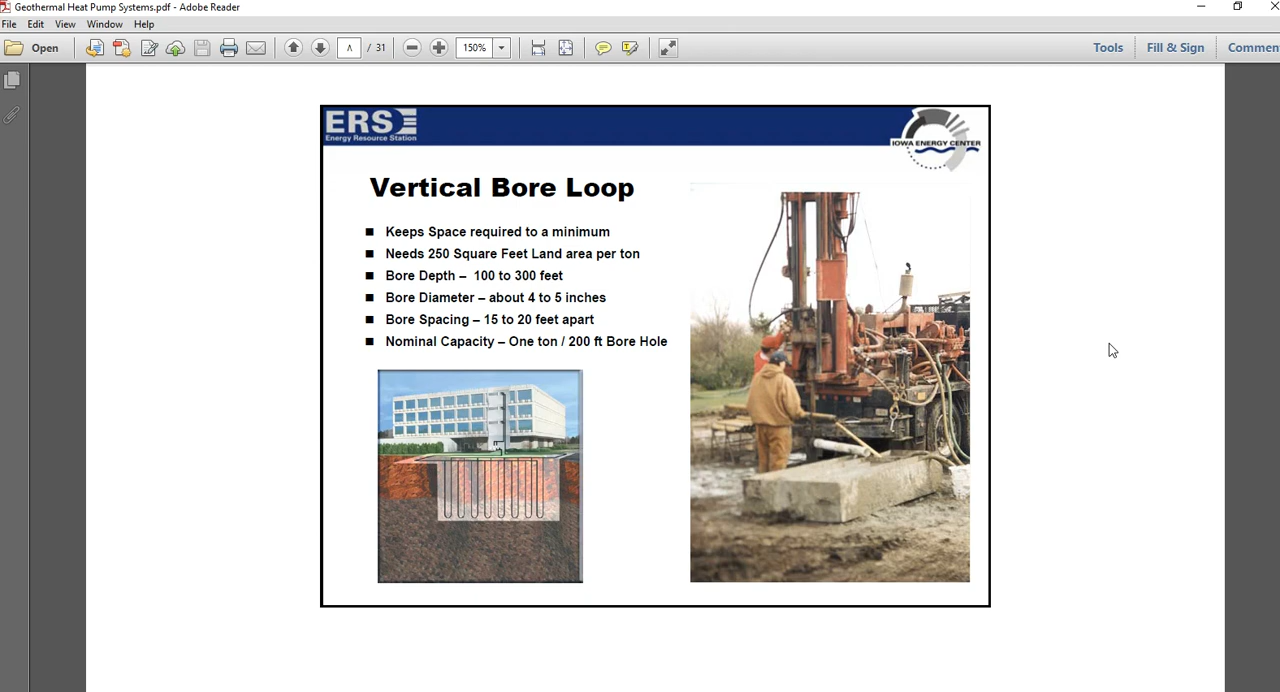 Geothermal Heat Pump Systems.pdf - Adobe Reader
File Edit View Window Help
Open
/ 31
150%
Tools
Fill & Sign
Commen
ERS
Energy Resource Station
IOWA ENERGY CENTER
Vertical Bore Loop
■ Keeps Space required to a minimum
■ Needs 250 Square Feet Land area per ton
■ Bore Depth – 100 to 300 feet
■ Bore Diameter – about 4 to 5 inches
■ Bore Spacing – 15 to 20 feet apart
■ Nominal Capacity – One ton / 200 ft Bore Hole